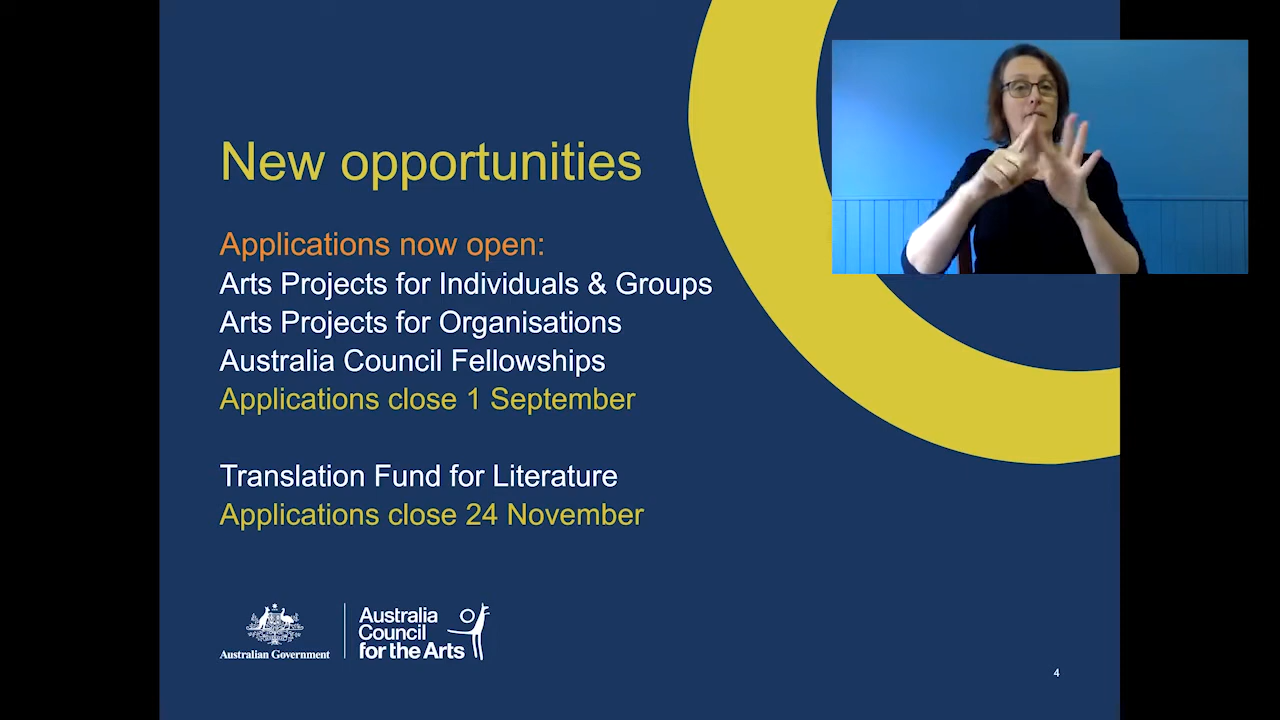 New opportunities
Applications now open:
Arts Projects for Individuals & Groups
Arts Projects for Organisations
Australia Council Fellowships
Applications close 1 September
Translation Fund for Literature
Applications close 24 November
Australian Government
Australia
Council
for the Arts
4